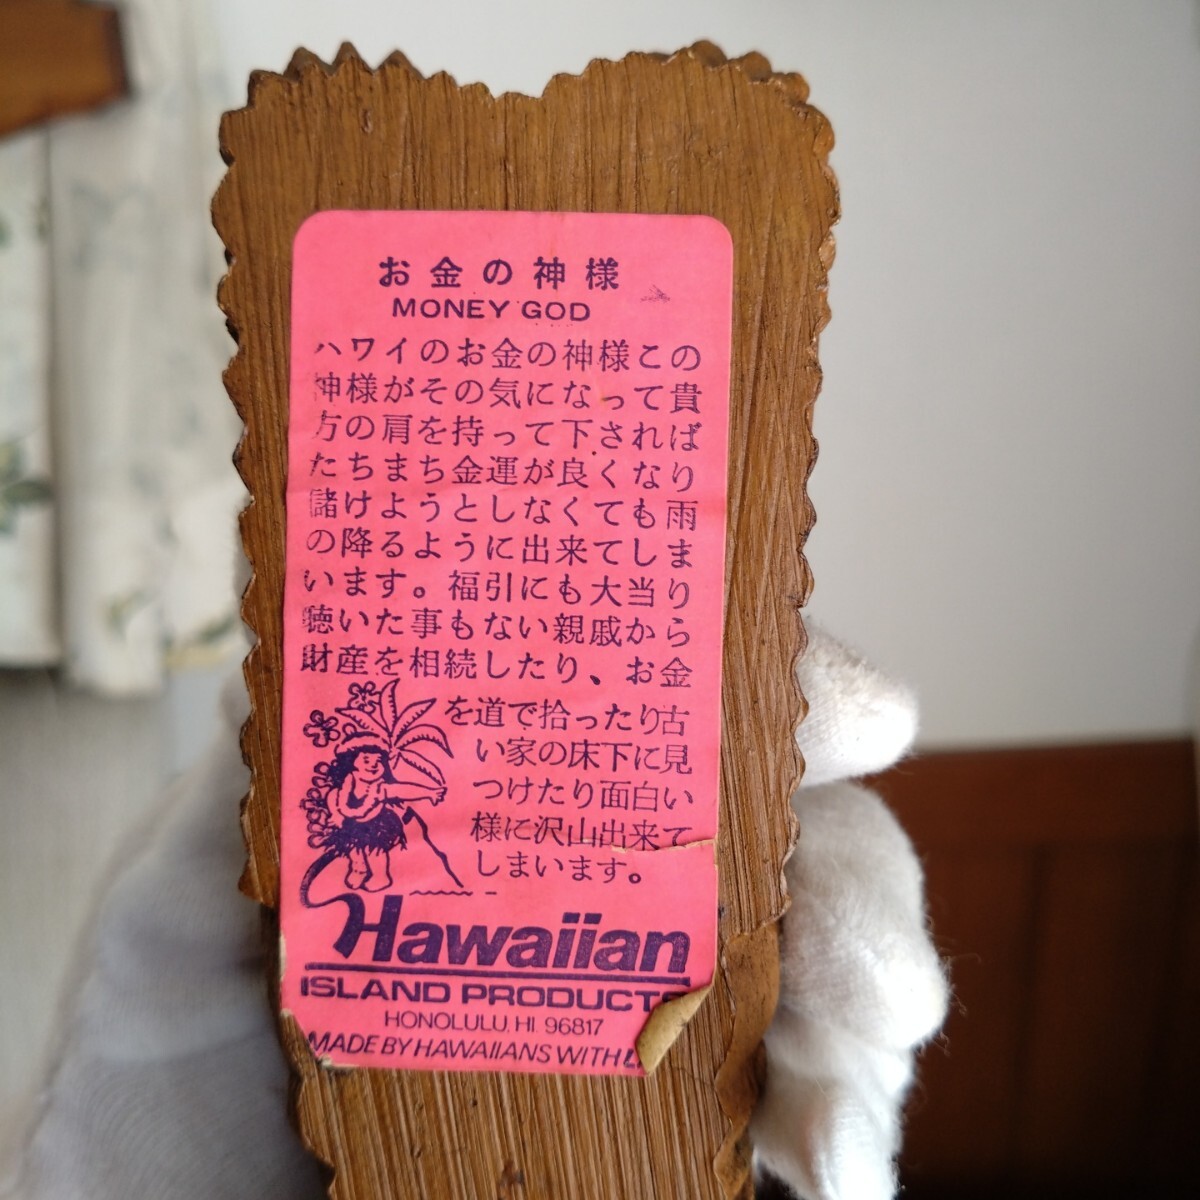 お金の神様
MONEY GOD
ハワイのお金の神様この
神様がその気になって貴
方の肩を持って下されば
たちまち金運が良くなり
儲けようとしなくても雨
の降るように出来てしま
います。福引にも大当り
聴いた事もない親戚から
財産を相続したり、お金
を道で拾ったり古
い家の床下に見
つけたり面白い
様に沢山出来て
しまいます。
Hawaiian
ISLAND PRODUCTS
HONOLULU, HI. 96817
MADE BY HAWAIIANS WITH